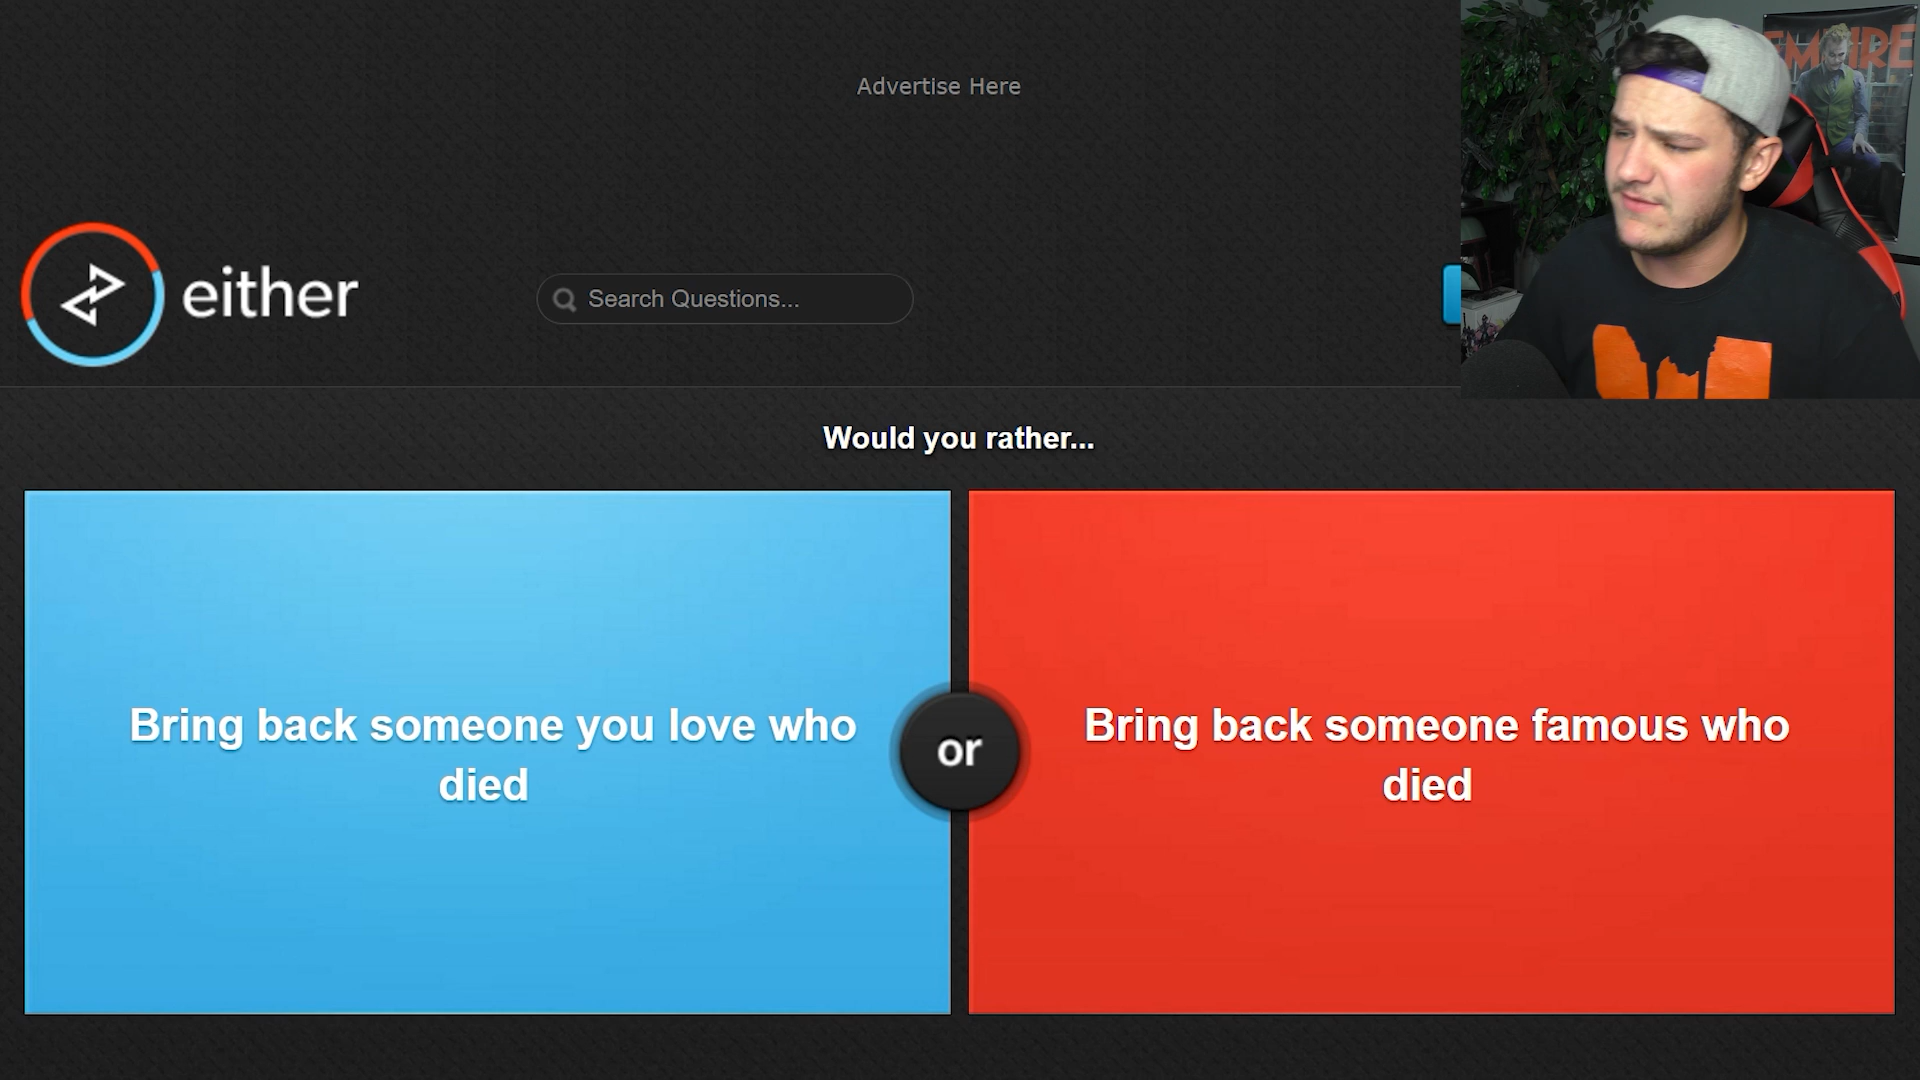 Advertise Here
EMPIRE
either
Search Questions...
Would you rather...
Bring back someone you love who
died
or
Bring back someone famous who
died